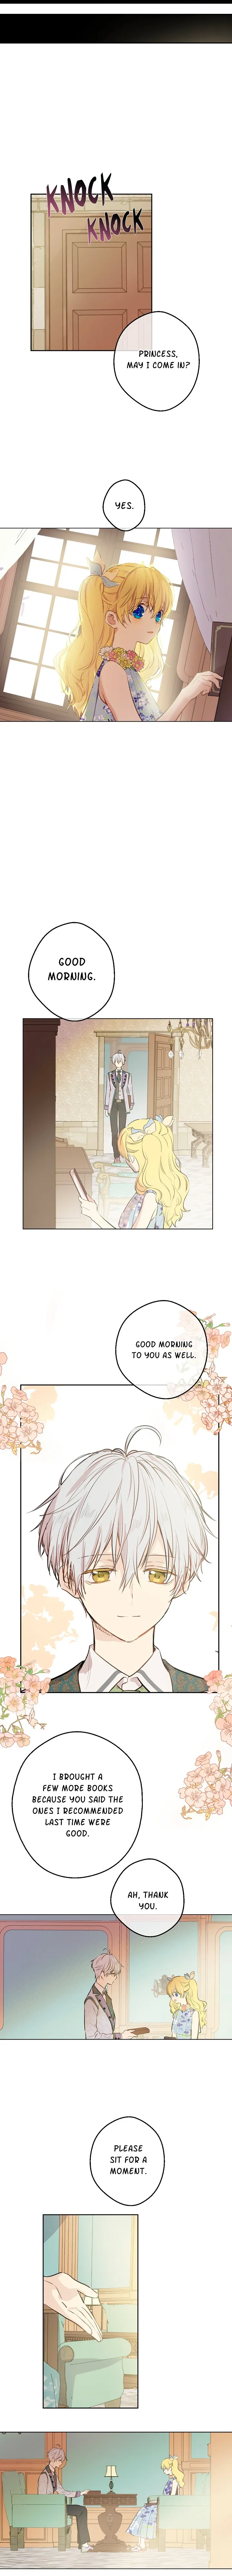 KNOCK
KNOCK
PRINCESS,
MAY I COME IN?
YES.
GOOD
MORNING.
GOOD MORNING
TO YOU AS WELL.
I BROUGHT A
FEW MORE BOOKS
BECAUSE YOU SAID THE
ONES I RECOMMENDED
LAST TIME WERE
GOOD.
AH, THANK
YOU.
PLEASE
SIT FOR A
MOMENT.